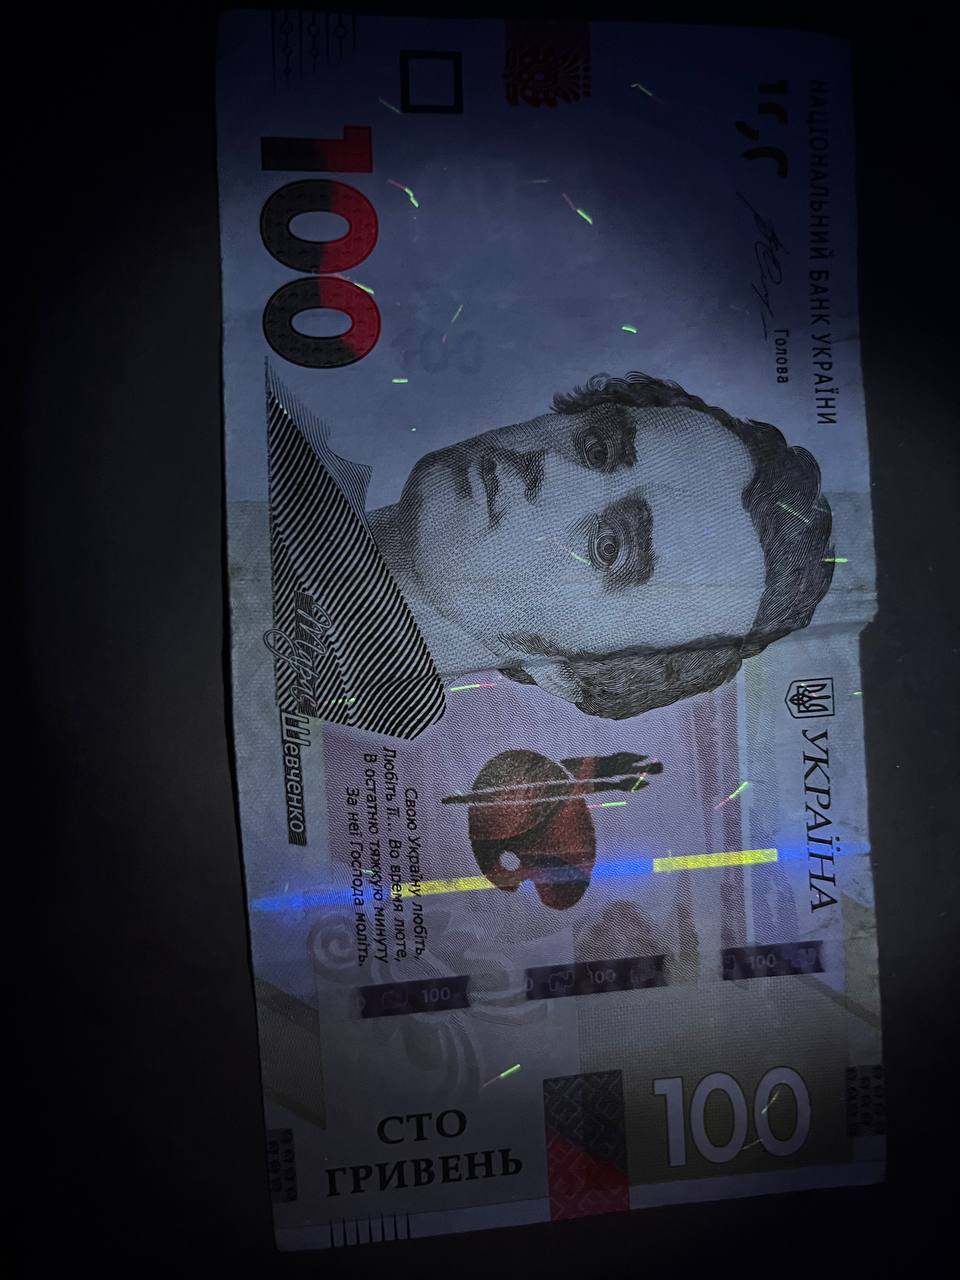 НАЦІОНАЛЬНИЙ БАНК УКРАЇНИ
Голова
100
УКРАЇНА
Шевченко
Свою Україну любіть,
Любіть її... Во время люте,
В остатню тяжкую минуту
За неї Господа моліть.
100
100
100
100
100
СТО
ГРИВЕНЬ